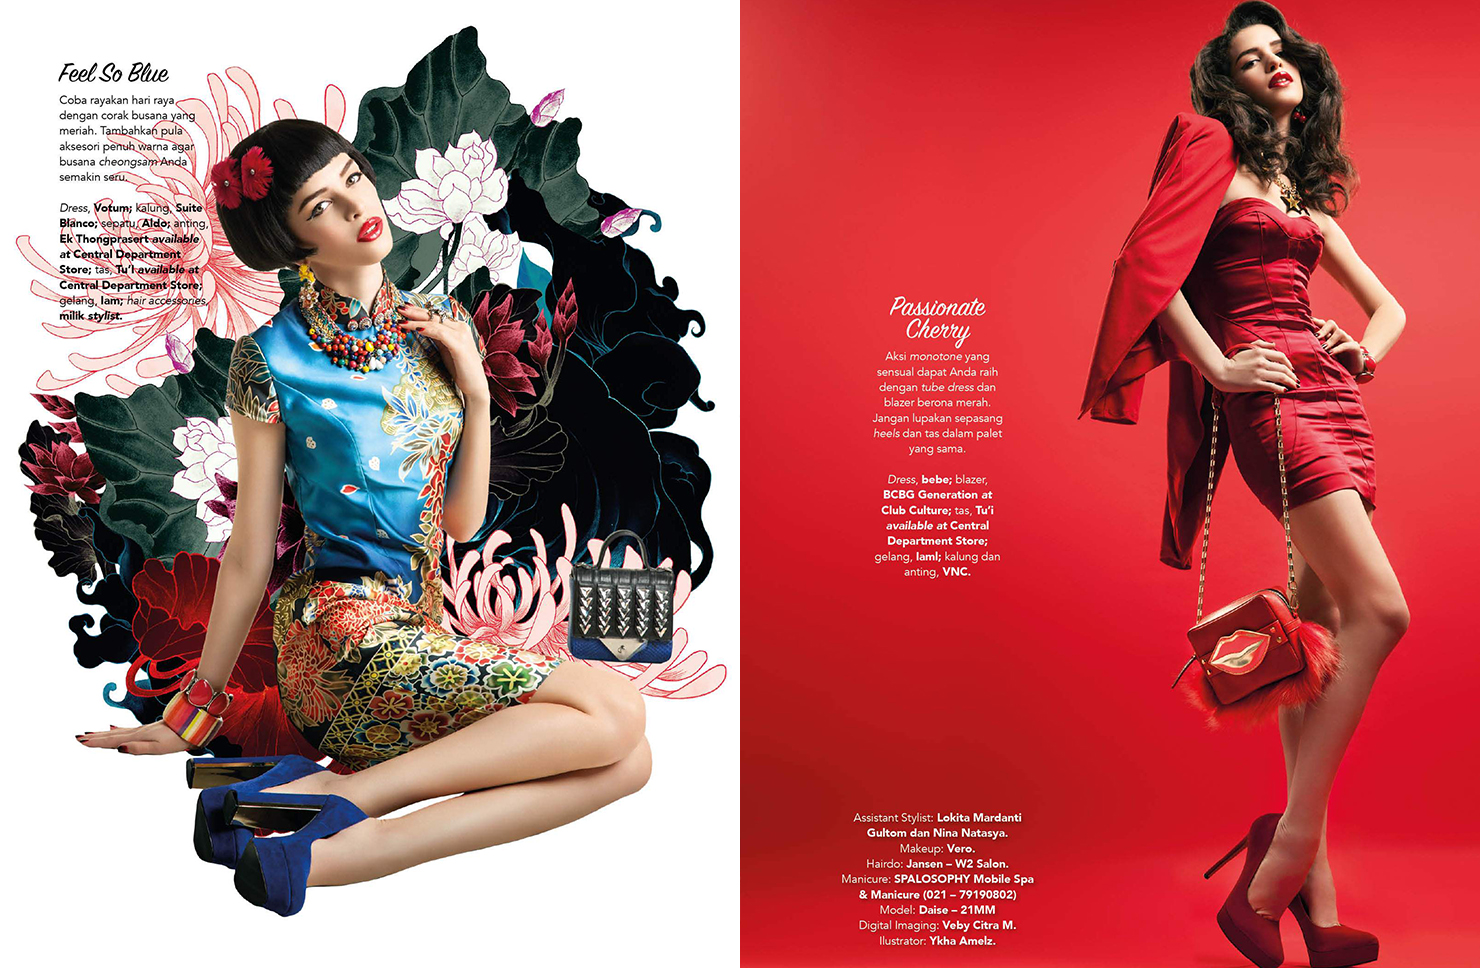 Feel So Blue
Coba rayakan hari raya
dengan corak busana yang
meriah. Tambahkan pula
aksesori penuh warna agar
busana cheongsam Anda
semakin seru.
Dress, Votum; kalung, Suite
Blanco; sepatu, Aldo; anting,
Ek Thongprasert available
at Central Department
Store; tas, Tu'i available at
Central Department Store;
gelang, Iam; hair accessories,
milik stylist.
Passionate
Cherry
Aksi monotone yang
sensual dapat Anda raih
dengan tube dress dan
blazer berona merah.
Jangan lupakan sepasang
heels dan tas dalam palet
yang sama.
Dress, bebe; blazer,
BCBG Generation at
Club Culture; tas, Tu'i
available at Central
Department Store;
gelang, Iaml; kalung dan
anting, VNC.
Assistant Stylist: Lokita Mardanti
Gultom dan Nina Natasya.
Makeup: Vero.
Hairdo: Jansen – W2 Salon.
Manicure: SPALOSOPHY Mobile Spa
& Manicure (021 – 79190802)
Model: Daise – 21MM
Digital Imaging: Veby Citra M.
Ilustrator: Ykha Amelz.